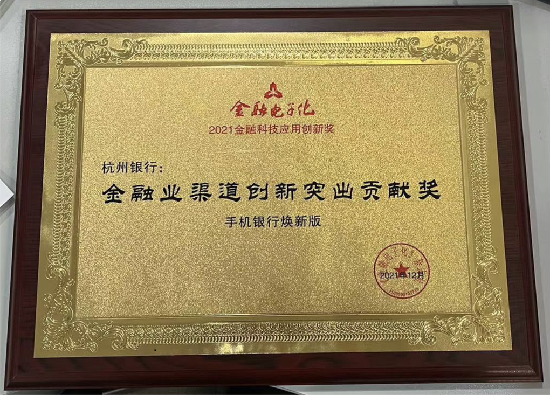 金融电子化
2021金融科技应用创新奖
杭州银行：
金融业渠道创新突出贡献奖
手机银行焕新版
2021年12月